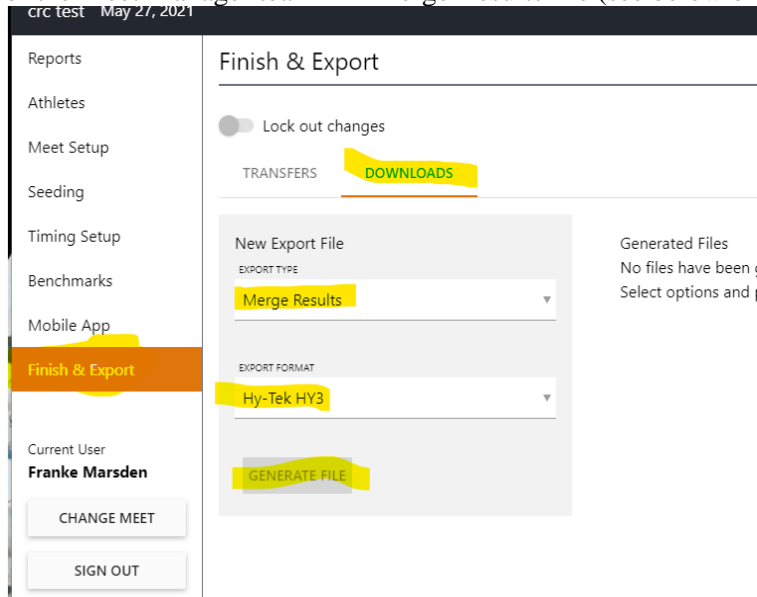 crc test May 27, 2021
Reports
Athletes
Meet Setup
Seeding
Timing Setup
Benchmarks
Mobile App
Finish & Export
Current User
Franke Marsden
CHANGE MEET
SIGN OUT
Finish & Export
Lock out changes
TRANSFERS DOWNLOADS
New Export File
EXPORT TYPE
Merge Results
EXPORT FORMAT
Hy-Tek HY3
GENERATE FILE
Generated Files
No files have been
Select options and